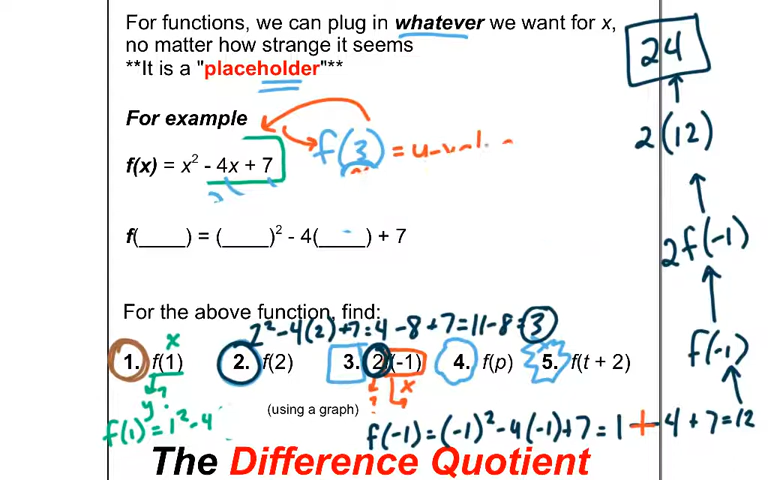 For functions, we can plug in whatever we want for x,
no matter how strange it seems
**It is a "placeholder"**
For example
f(x) = x² - 4x + 7
f(3) = u-val.
f(____) = (____)² - 4(____) + 7
For the above function, find:
2²-4(2)+7=4-8+7=11-8=3
x
1. f(1)
2. f(2)
3. 2f(-1)
4. f(p)
5. f(t + 2)
y
x
(using a graph)
f(1)=1²-4
f(-1)=(-1)²-4(-1)+7=1+4+7=12
The Difference Quotient
24
2(12)
2f(-1)
f(-1)